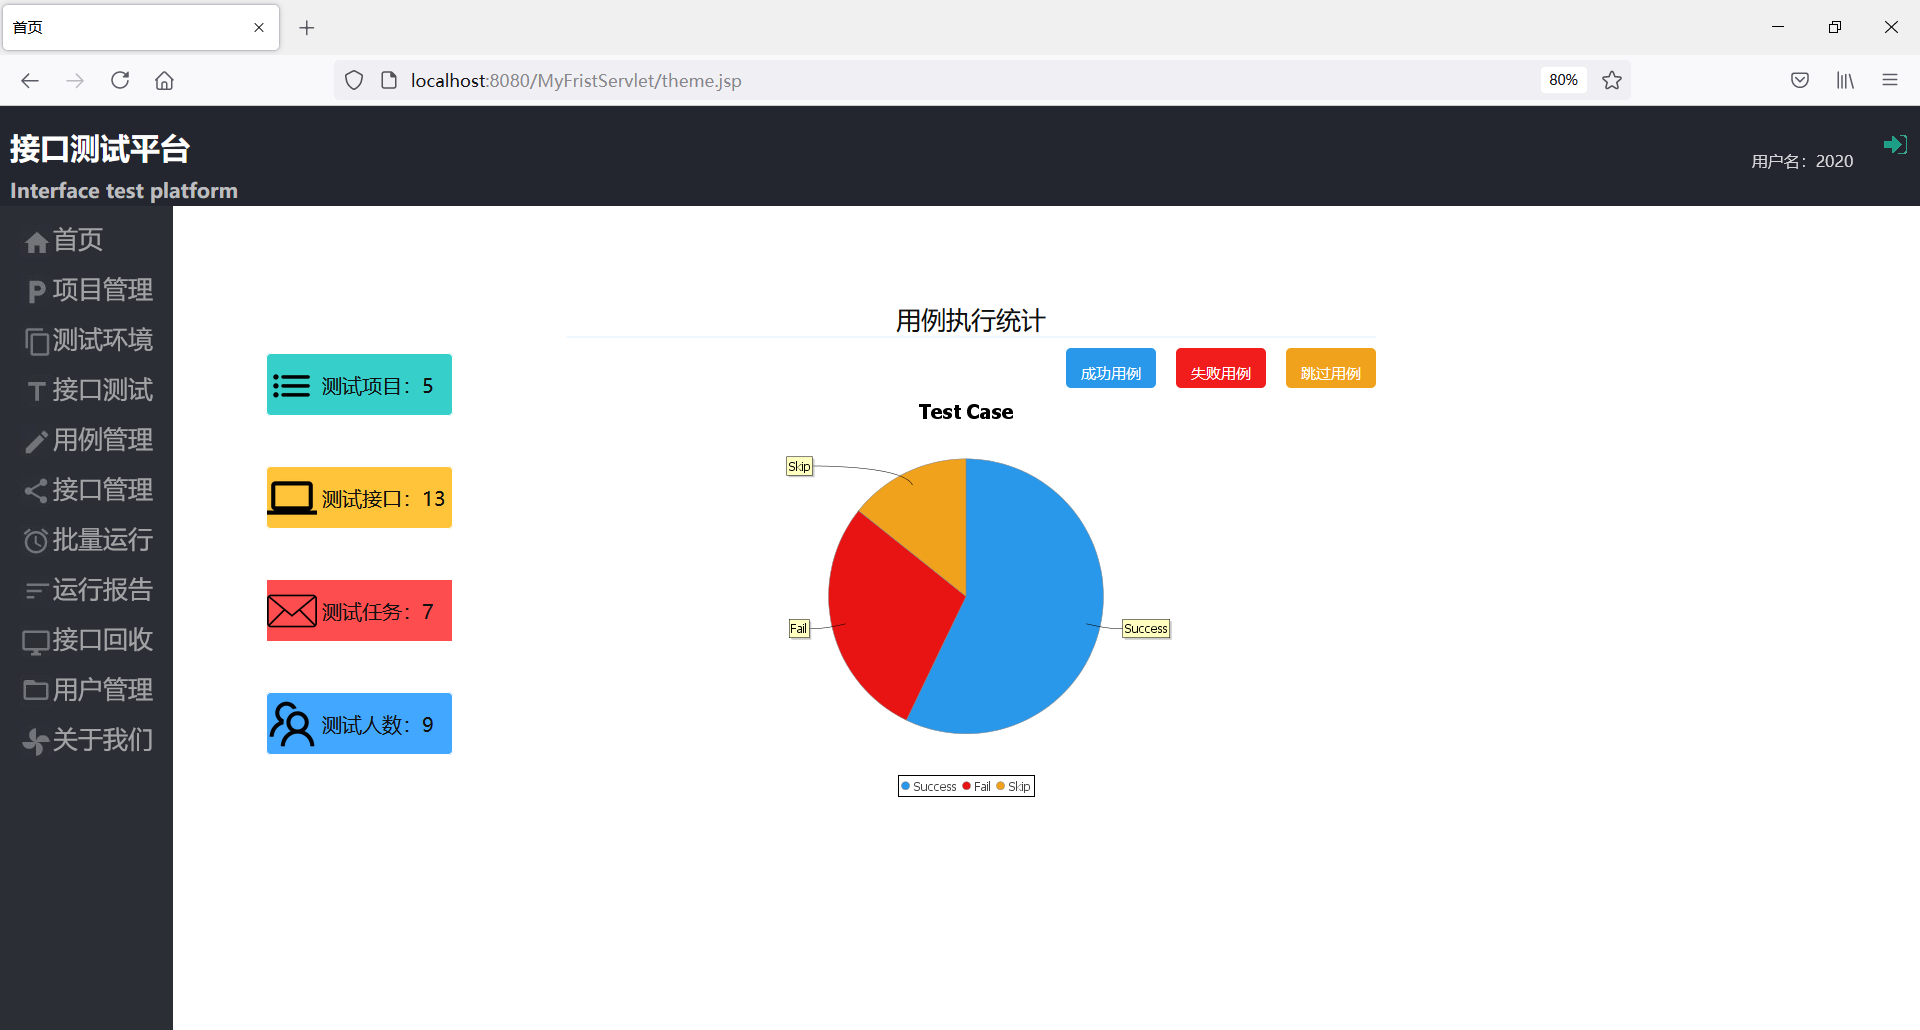 首页
localhost:8080/MyFristServlet/theme.jsp
80%
接口测试平台
Interface test platform
用户名：2020
首页
项目管理
测试环境
接口测试
用例管理
接口管理
批量运行
运行报告
接口回收
用户管理
关于我们
测试项目：5
测试接口：13
测试任务：7
测试人数：9
用例执行统计
成功用例 失败用例 跳过用例
Test Case
Skip
Fail
Success
Success Fail Skip